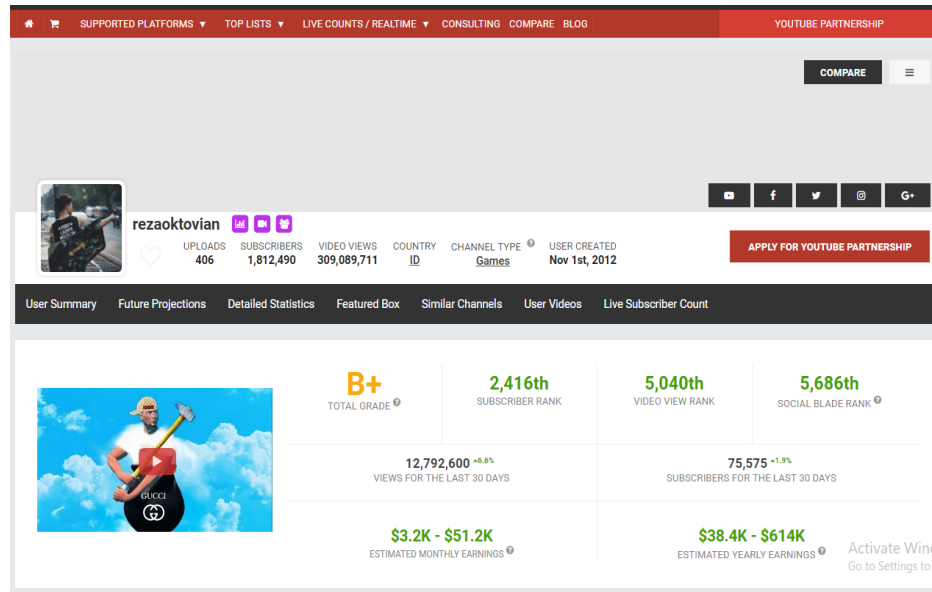 SUPPORTED PLATFORMS ▼ TOP LISTS ▼ LIVE COUNTS / REALTIME ▼ CONSULTING COMPARE BLOG YOUTUBE PARTNERSHIP
COMPARE
rezaoktovian
UPLOADS SUBSCRIBERS VIDEO VIEWS COUNTRY CHANNEL TYPE USER CREATED
406 1,812,490 309,089,711 ID Games Nov 1st, 2012
APPLY FOR YOUTUBE PARTNERSHIP
User Summary Future Projections Detailed Statistics Featured Box Similar Channels User Videos Live Subscriber Count
B+ 2,416th 5,040th 5,686th
TOTAL GRADE SUBSCRIBER RANK VIDEO VIEW RANK SOCIAL BLADE RANK
12,792,600 +6.6% 75,575 +1.9%
VIEWS FOR THE LAST 30 DAYS SUBSCRIBERS FOR THE LAST 30 DAYS
GUCCI
$3.2K - $51.2K $38.4K - $614K
ESTIMATED MONTHLY EARNINGS ESTIMATED YEARLY EARNINGS
Activate Win
Go to Settings to